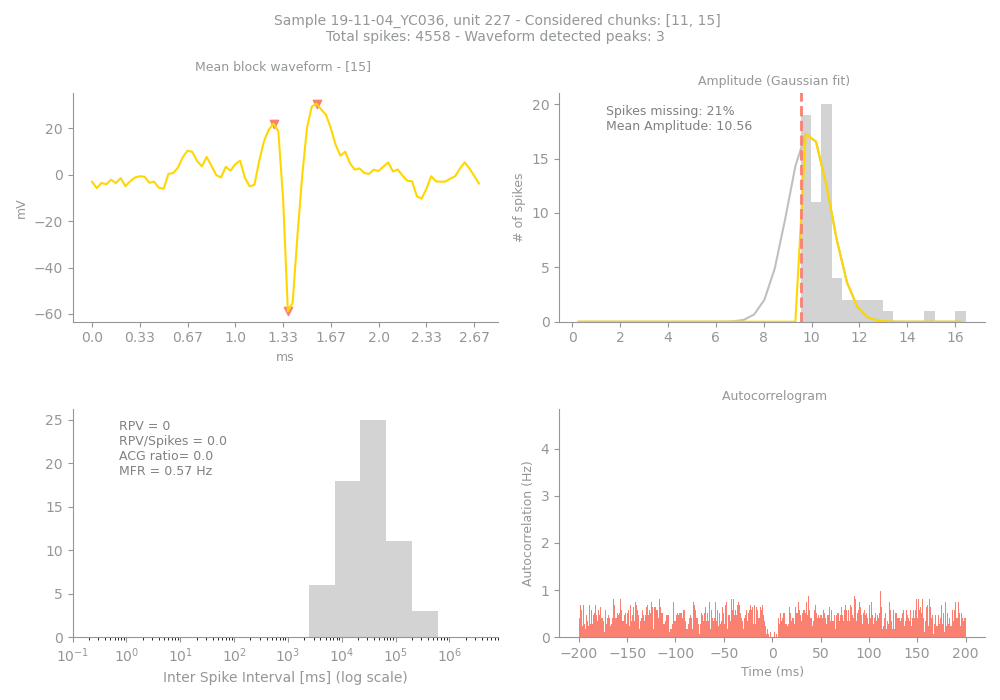 Sample 19-11-04_YC036, unit 227 - Considered chunks: [11, 15]
Total spikes: 4558 - Waveform detected peaks: 3
Mean block waveform - [15]
mV
20
0
−20
−40
−60
0.0 0.33 0.67 1.0 1.33 1.67 2.0 2.33 2.67
ms
Amplitude (Gaussian fit)
Spikes missing: 21%
Mean Amplitude: 10.56
# of spikes
20
15
10
5
0
0 2 4 6 8 10 12 14 16
RPV = 0
RPV/Spikes = 0.0
ACG ratio= 0.0
MFR = 0.57 Hz
25
20
15
10
5
0
10⁻¹ 10⁰ 10¹ 10² 10³ 10⁴ 10⁵ 10⁶
Inter Spike Interval [ms] (log scale)
Autocorrelogram
Autocorrelation (Hz)
4
3
2
1
0
−200 −150 −100 −50 0 50 100 150 200
Time (ms)